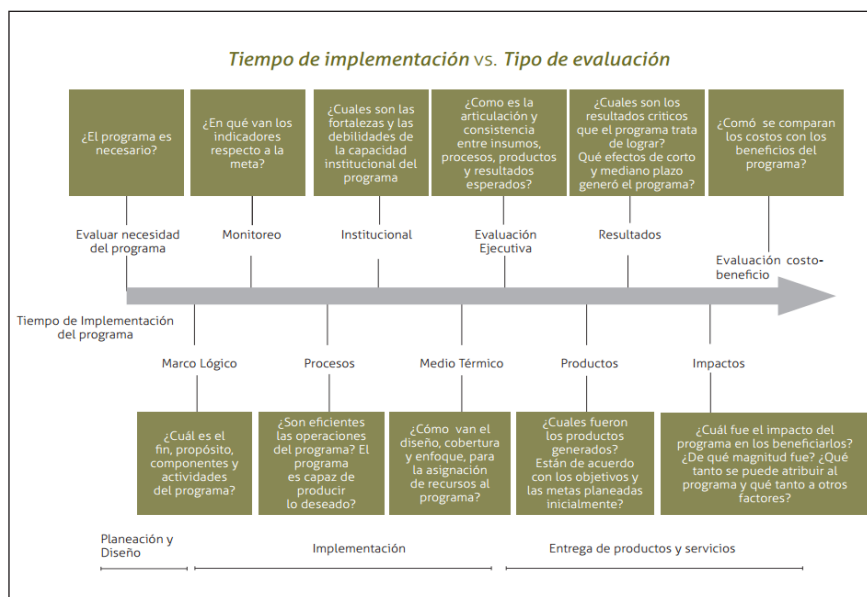 Tiempo de implementación vs. Tipo de evaluación
¿El programa es
necesario?
¿En qué van los
indicadores
respecto a la
meta?
¿Cuales son las
fortalezas y las
debilidades de
la capacidad
institucional del
programa
¿Como es la
articulación y
consistencia
entre insumos,
procesos, productos
y resultados
esperados?
¿Cuales son los
resultados criticos
que el programa trata
de lograr?
Qué efectos de corto
y mediano plazo
generó el programa?
¿Comó se comparan
los costos con los
beneficios del
programa?
Evaluar necesidad
del programa
Monitoreo
Institucional
Evaluación
Ejecutiva
Resultados
Evaluación costo-
beneficio
Tiempo de Implementación
del programa
Marco Lógico
Procesos
Medio Térmico
Productos
Impactos
¿Cuál es el
fin, propósito,
componentes y
actividades
del programa?
¿Son eficientes
las operaciones
del programa? El
programa
es capaz de
producir
lo deseado?
¿Cómo van el
diseño, cobertura
y enfoque, para
la asignación
de recursos al
programa?
¿Cuales fueron
los productos
generados?
Están de acuerdo
con los objetivos y
las metas planeadas
inicialmente?
¿Cuál fue el impacto del
programa en los beneficiarlos?
¿De qué magnitud fue? ¿Qué
tanto se puede atribuir al
programa y qué tanto a otros
factores?
Planeación y
Diseño
Implementación
Entrega de productos y servicios